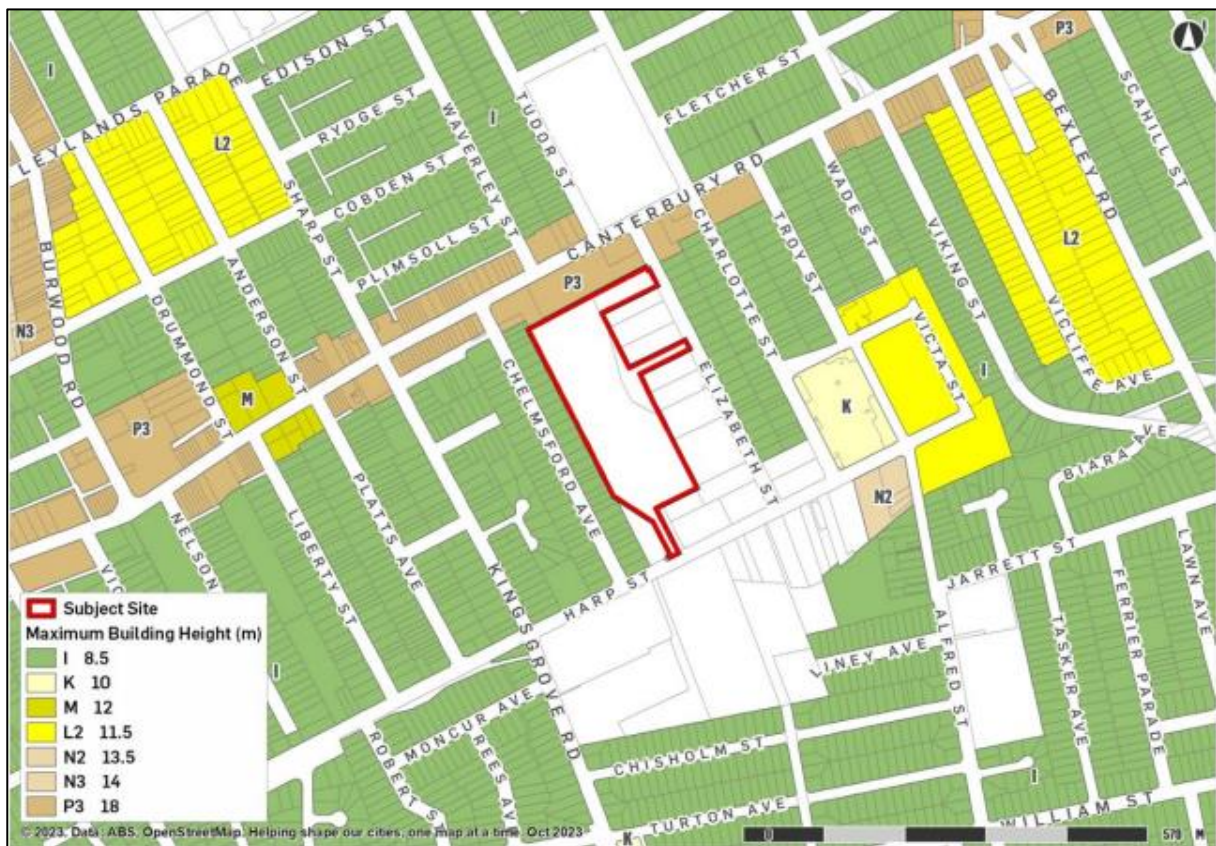 P3
I
LEYLANDS PARADE
EDISON ST
RYDGE ST
COBDEN ST
PLIMSOLL ST
WAVERLEY ST
TUDOR ST
I
FLETCHER ST
CANTERBURY RD
BEXLEY RD
SCAHILL ST
L2
SHARP ST
BURWOOD RD
DRUMMOND ST
ANDERSON ST
N3
P3
M
P3
CHARLOTTE ST
TROY ST
WADE ST
VIKING ST
L2
VICLIFFE AVE
VICTA ST
I
K
N2
BIARA AVE
CHELMSFORD AVE
ELIZABETH ST
NELSON
LIBERTY ST
PLATTS AVE
KINGSGROVE RD
HARP ST
JARRETT ST
LAWN AVE
FERRIER PARADE
TASKER AVE
ALFRED ST
LINEY AVE
I
MONCUR AVE
ROBERT S
REES AV
CHISHOLM ST
TURTON AVE
WILLIAM ST
I
K
Subject Site
Maximum Building Height (m)
I 8.5
K 10
M 12
L2 11.5
N2 13.5
N3 14
P3 18
© 2023. Data: ABS, OpenStreetMap. Helping shape our cities, one map at a time. Oct 2023
0 570 M